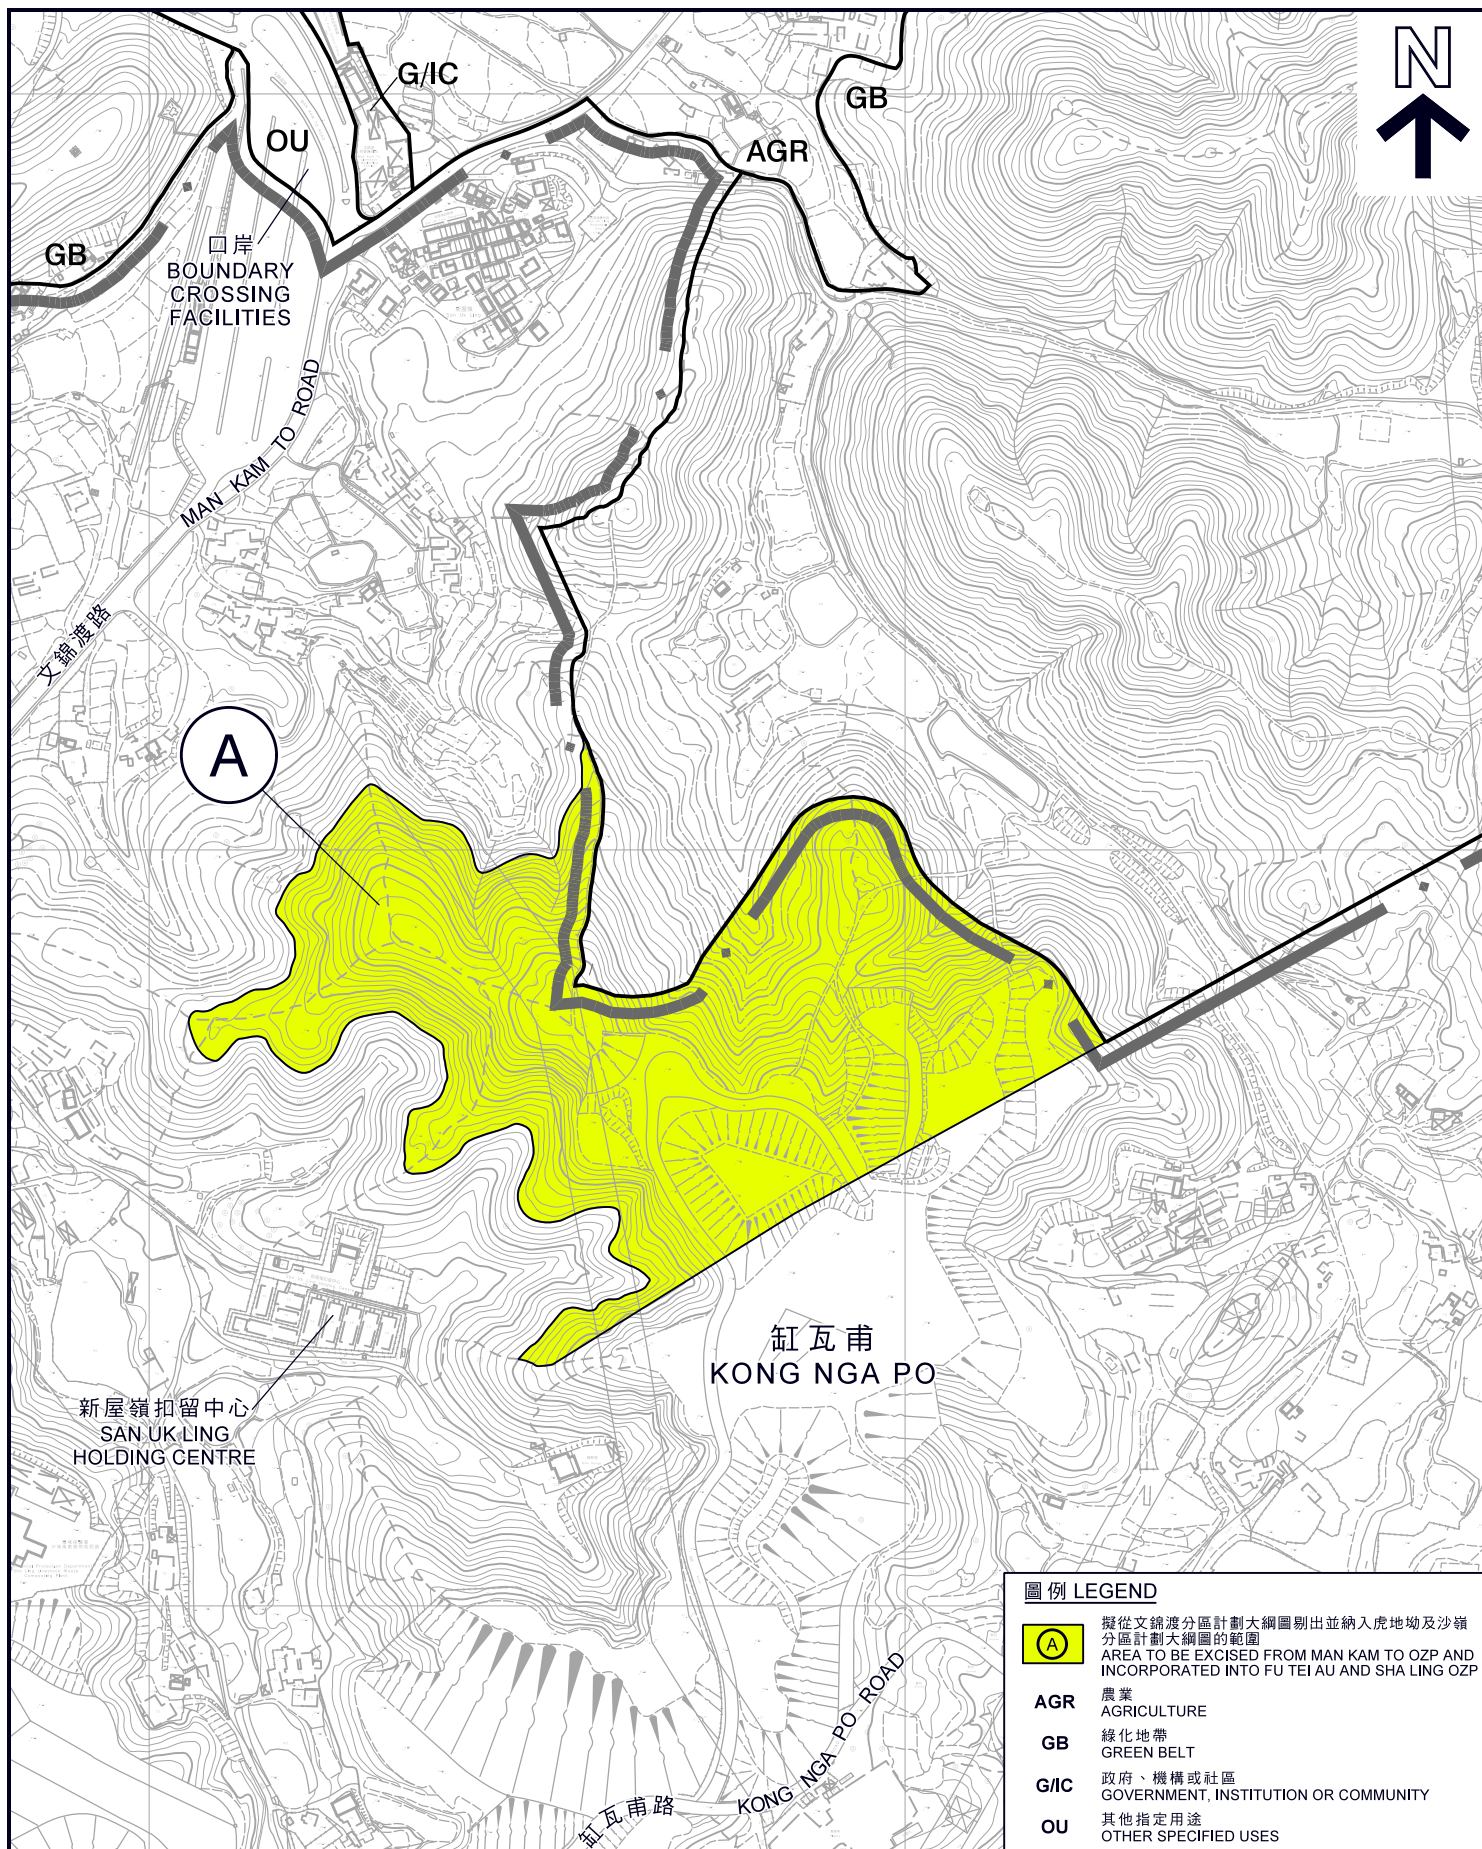 G/IC
GB
OU
AGR
N
GB
口岸
BOUNDARY
CROSSING
FACILITIES
MAN KAM TO ROAD
文錦渡路
A
缸瓦甫
KONG NGA PO
新屋嶺扣留中心
SAN UK LING
HOLDING CENTRE
KONG NGA PO ROAD
缸瓦甫路
圖例 LEGEND
A
擬從文錦渡分區計劃大綱圖剔出並納入虎地坳及沙嶺
分區計劃大綱圖的範圍
AREA TO BE EXCISED FROM MAN KAM TO OZP AND
INCORPORATED INTO FU TEI AU AND SHA LING OZP
AGR
農業
AGRICULTURE
GB
綠化地帶
GREEN BELT
G/IC
政府、機構或社區
GOVERNMENT, INSTITUTION OR COMMUNITY
OU
其他指定用途
OTHER SPECIFIED USES